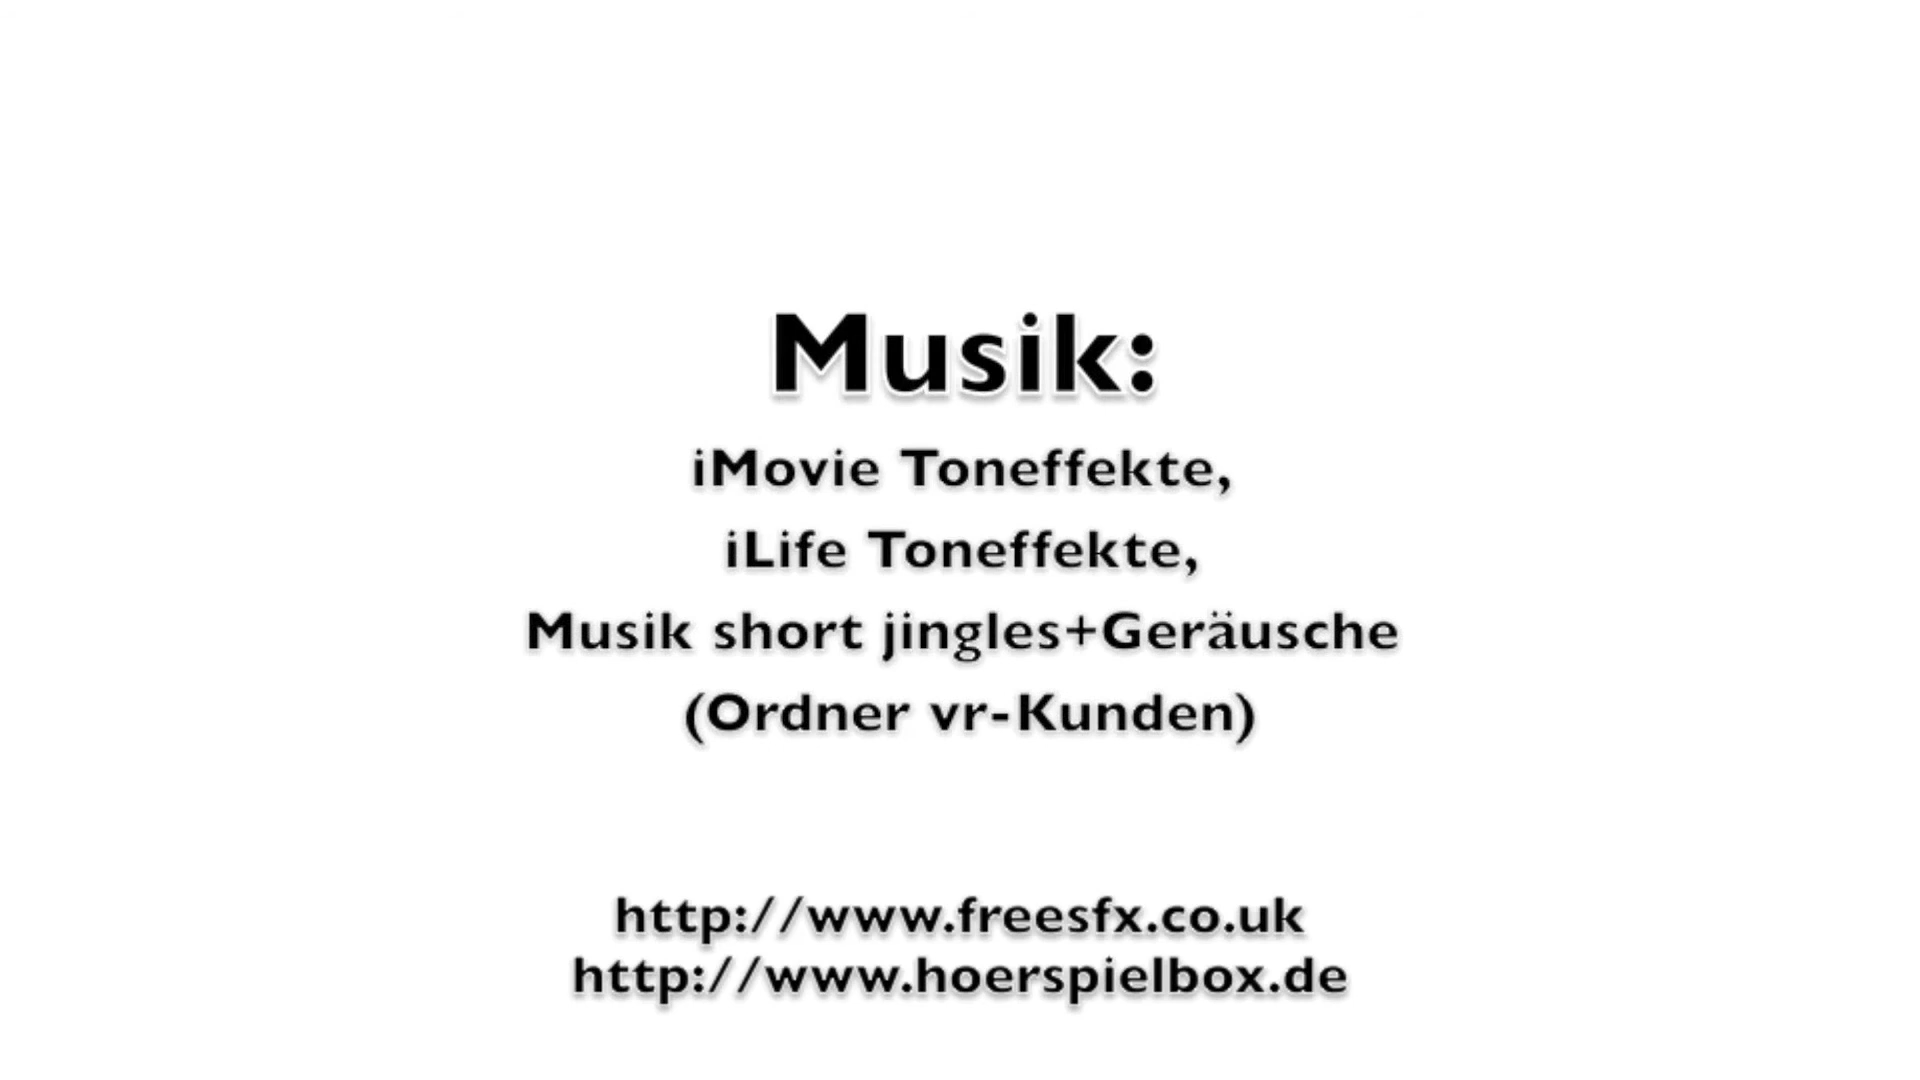 Musik:
iMovie Toneffekte,
iLife Toneffekte,
Musik short jingles+Geräusche
(Ordner vr-Kunden)
http://www.freesfx.co.uk
http://www.hoerspielbox.de